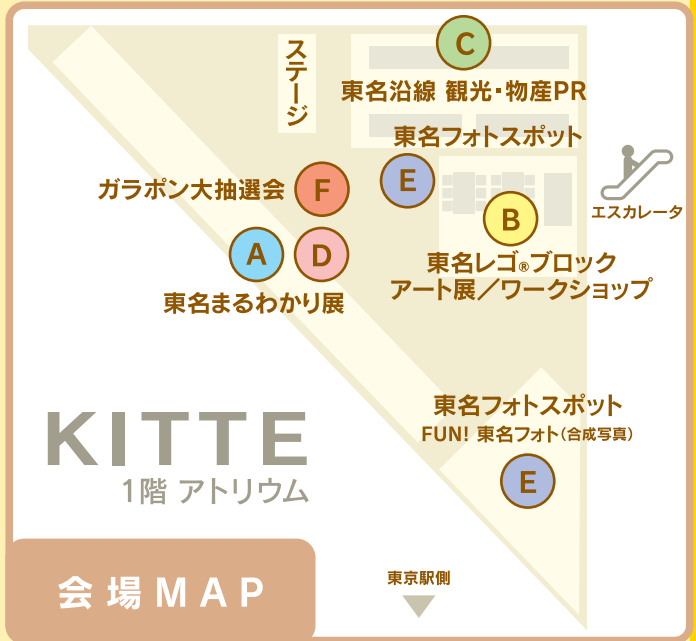 ステージ
C
東名沿線 観光・物産PR
東名フォトスポット
E
ガラポン大抽選会
F
エスカレータ
B
A
D
東名レゴ®ブロック
アート展／ワークショップ
東名まるわかり展
東名フォトスポット
FUN! 東名フォト(合成写真)
E
KITTE
1階 アトリウム
東京駅側
会場MAP